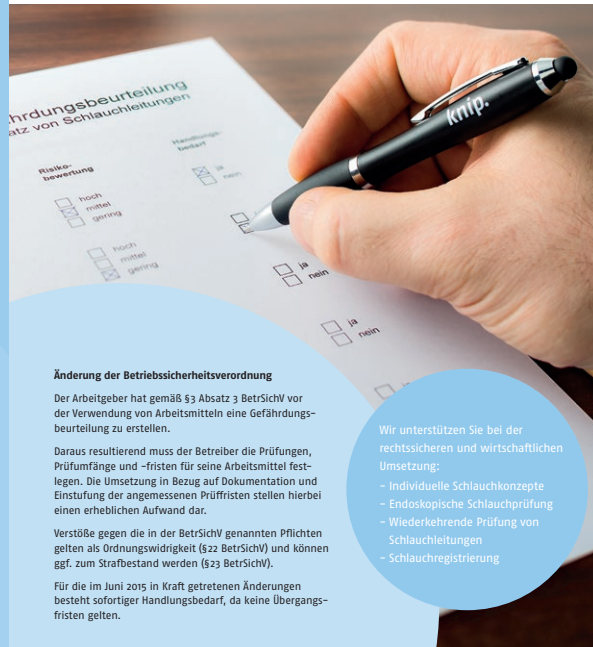 hrdungsbeurteilung
atz von Schlauchleitungen
Risiko-
bewertung
Handlungs-
bedarf
hoch
mittel
gering
ja
nein
hoch
mittel
gering
ja
nein
ja
nein
knip.
Änderung der Betriebssicherheitsverordnung
Der Arbeitgeber hat gemäß §3 Absatz 3 BetrSichV vor
der Verwendung von Arbeitsmitteln eine Gefährdungs-
beurteilung zu erstellen.
Daraus resultierend muss der Betreiber die Prüfungen,
Prüfumfänge und -fristen für seine Arbeitsmittel fest-
legen. Die Umsetzung in Bezug auf Dokumentation und
Einstufung der angemessenen Prüffristen stellen hierbei
einen erheblichen Aufwand dar.
Verstöße gegen die in der BetrSichV genannten Pflichten
gelten als Ordnungswidrigkeit (§22 BetrSichV) und können
ggf. zum Strafbestand werden (§23 BetrSichV).
Für die im Juni 2015 in Kraft getretenen Änderungen
besteht sofortiger Handlungsbedarf, da keine Übergangs-
fristen gelten.
Wir unterstützen Sie bei der
rechtssicheren und wirtschaftlichen
Umsetzung:
– Individuelle Schlauchkonzepte
– Endoskopische Schlauchprüfung
– Wiederkehrende Prüfung von
Schlauchleitungen
– Schlauchregistrierung